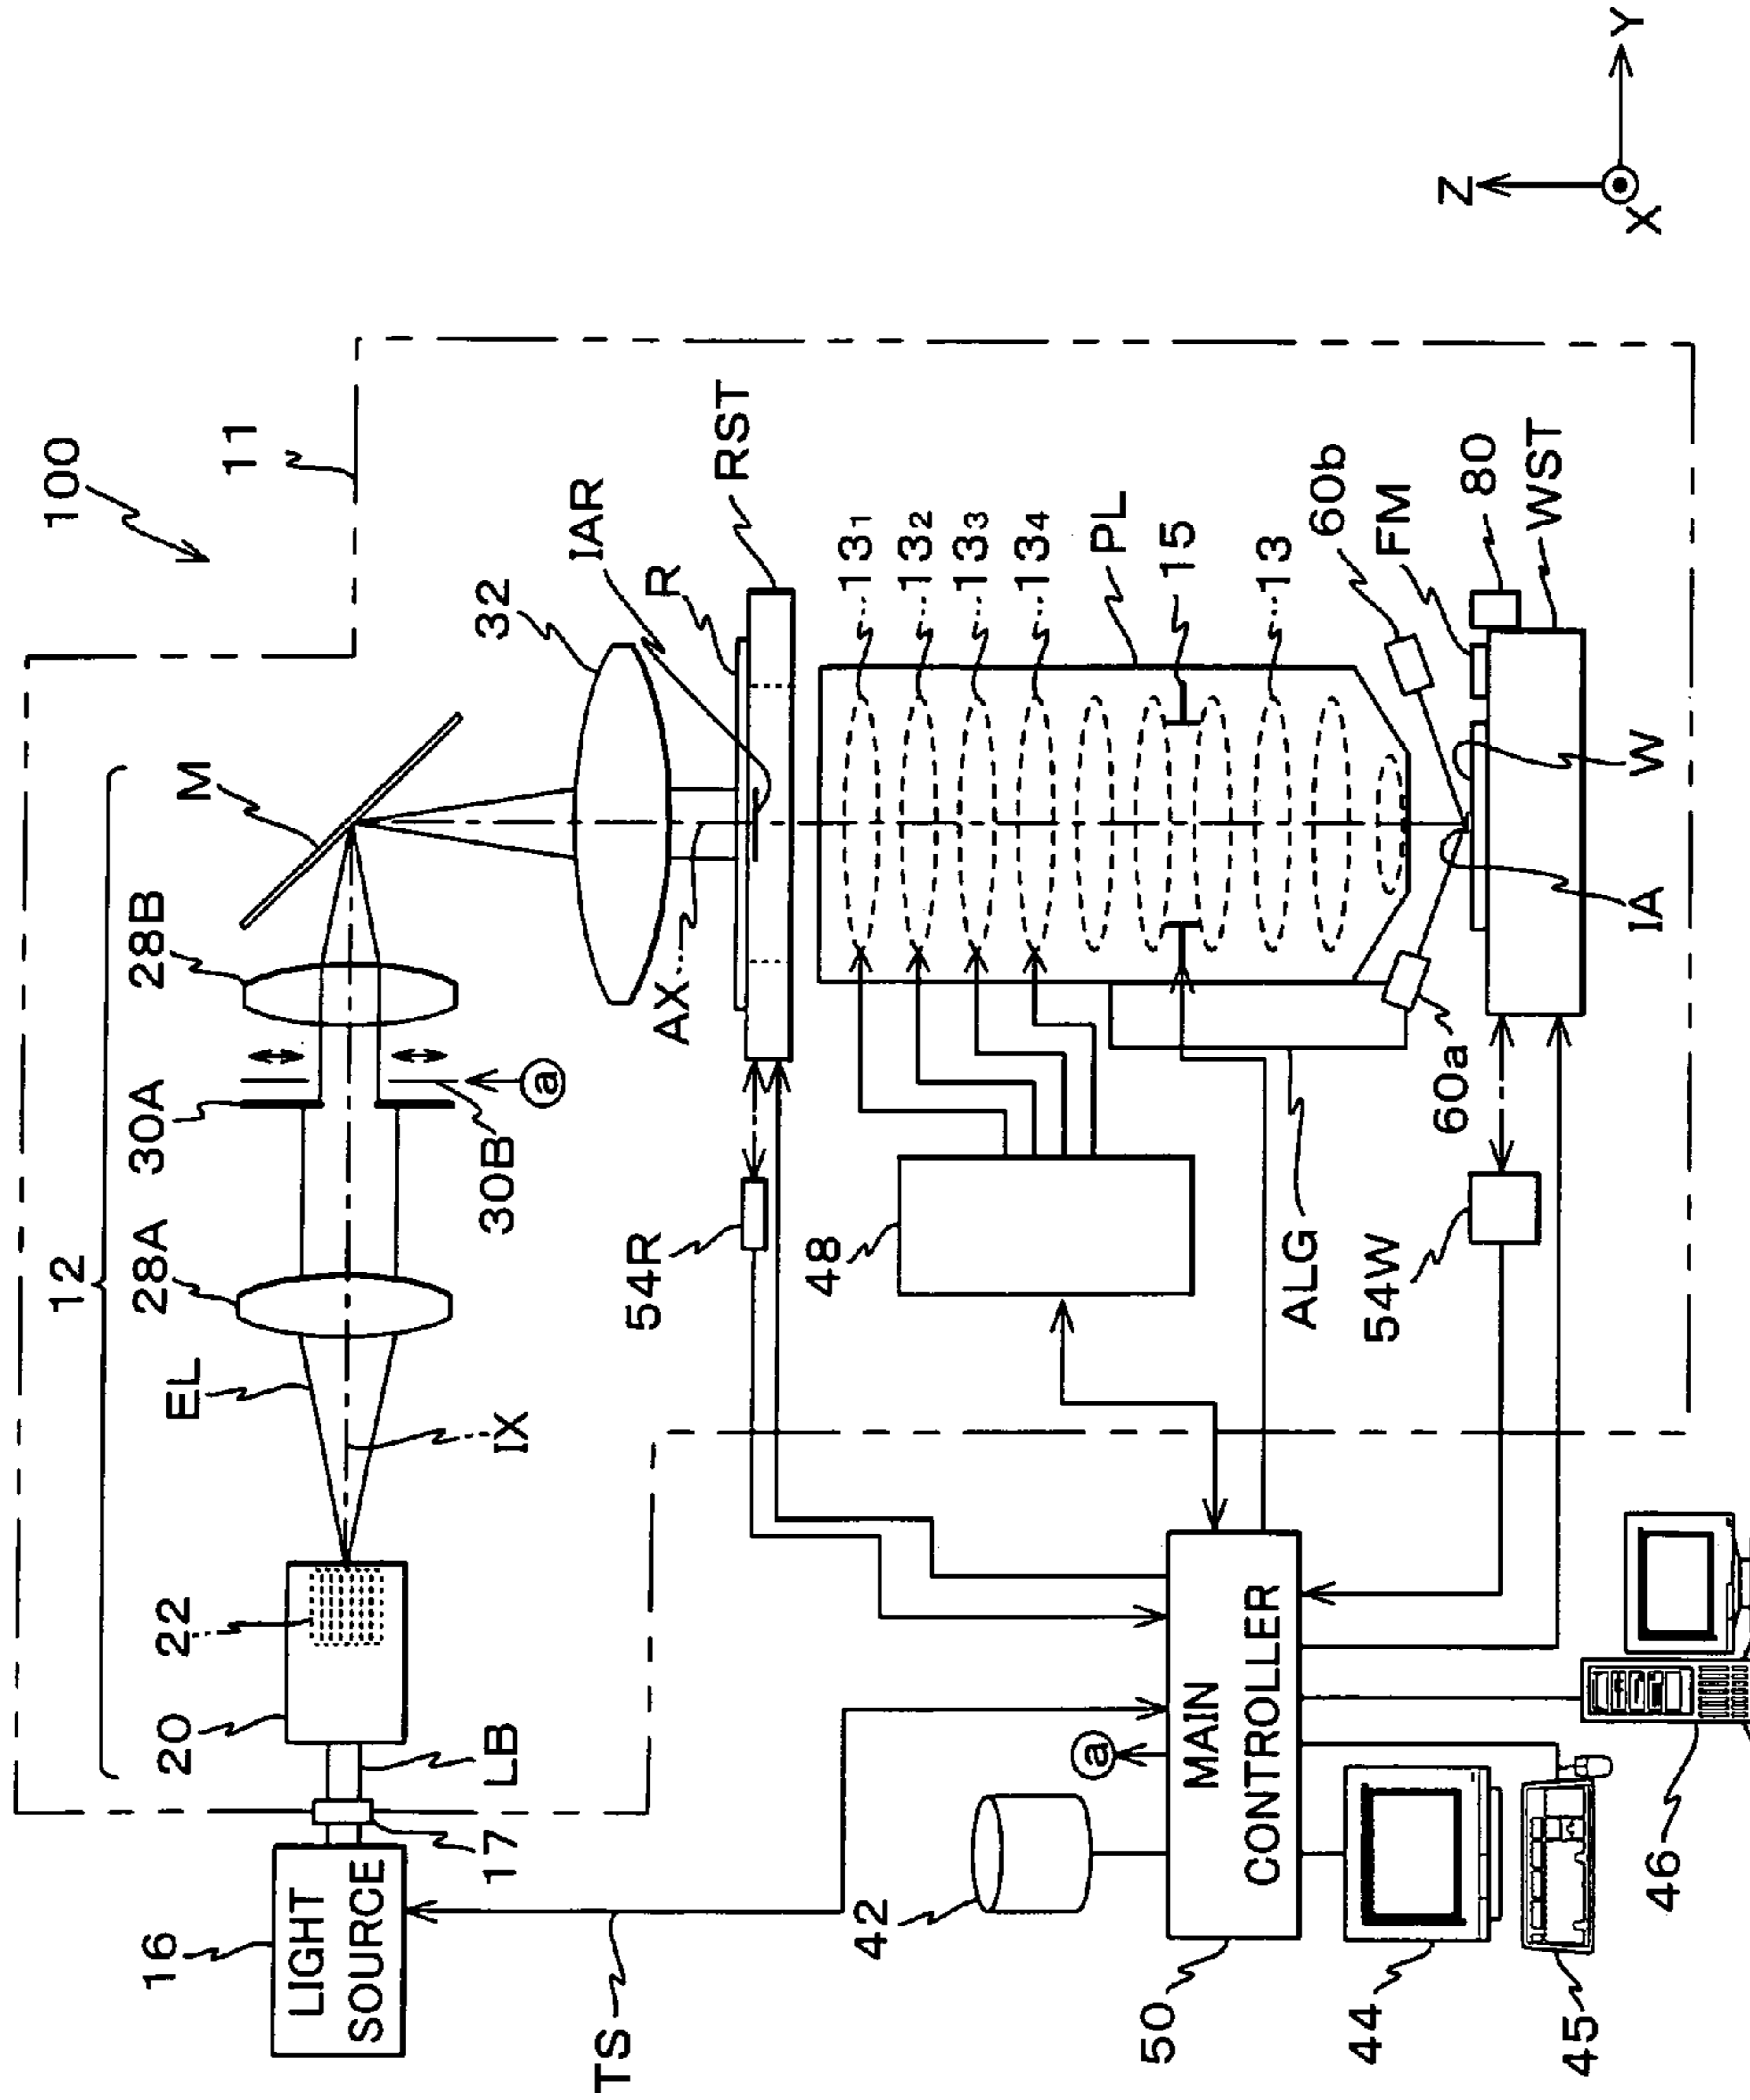 100
11
12
M
28B
30A
28A
EL
IX
22
20
LB
17
16
LIGHT
SOURCE
TS
30B
a
32
R
IAR
RST
AX
54R
48
13₁
13₂
13₃
13₄
PL
15
13
60b
FM
80
WST
W
IA
60a
54W
ALG
MAIN
CONTROLLER
a
42
50
44
45
46
Z
Y
X